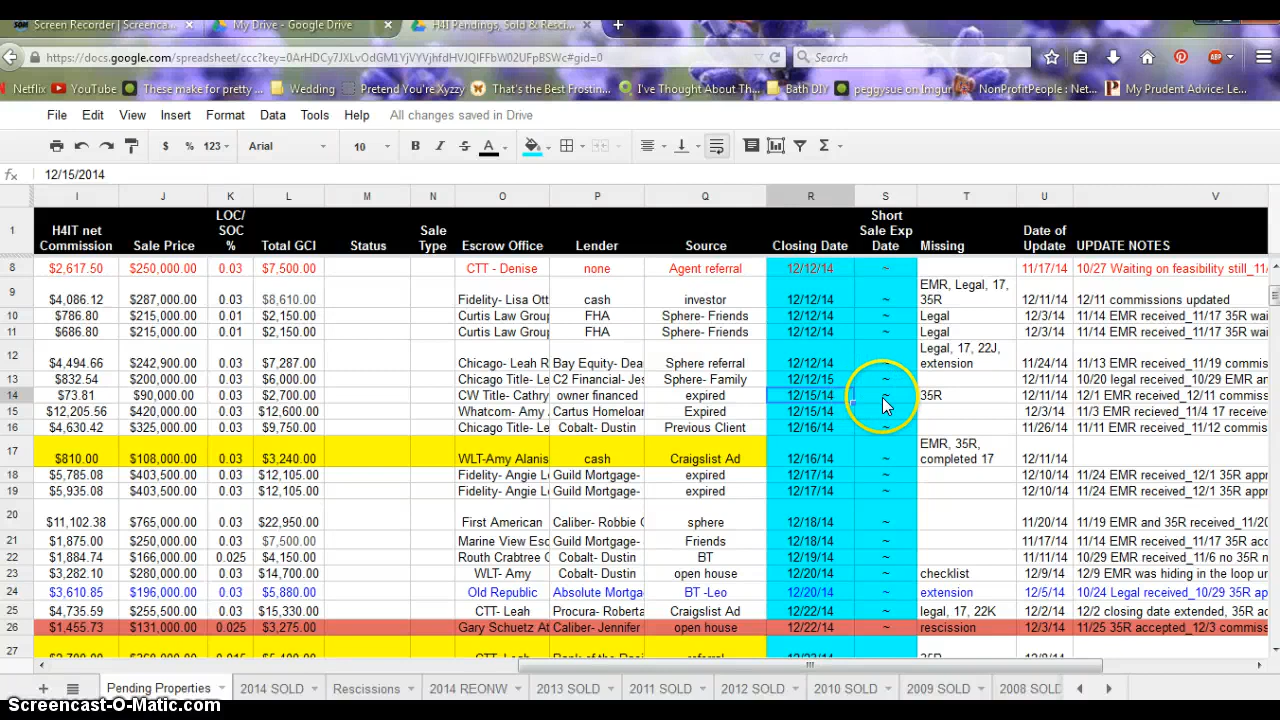 Screen Recorder | Screenca... × My Drive - Google Drive × H4I Pendings, Sold & Resci... × +
https://docs.google.com/spreadsheet/ccc?key=0ArHDCy7JXLvOdGM1YjVYVjhfdHVJQlFFbW02UFpBSWc#gid=0 Search
Netflix YouTube These make for pretty ... Wedding Pretend You're Xyzzy That's the Best Frostin... I've Thought About Th... Bath DIY peggysue on Imgur NonProfitPeople : Net... My Prudent Advice: Le...
File Edit View Insert Format Data Tools Help All changes saved in Drive
$ % 123 Arial 10 B I S A Σ
fx 12/15/2014
I J K L M N O P Q R S T U V
1 H4IT net Commission Sale Price LOC/ SOC % Total GCI Status Sale Type Escrow Office Lender Source Closing Date Short Sale Exp Date Missing Date of Update UPDATE NOTES
8 $2,617.50 $250,000.00 0.03 $7,500.00 CTT - Denise none Agent referral 12/12/14 ~ 11/17/14 10/27 Waiting on feasibility still_11/
9 $4,086.12 $287,000.00 0.03 $8,610.00 Fidelity- Lisa Ott cash investor 12/12/14 ~ EMR, Legal, 17, 35R 12/11/14 12/11 commissions updated
10 $786.80 $215,000.00 0.01 $2,150.00 Curtis Law Group FHA Sphere- Friends 12/12/14 ~ Legal 12/3/14 11/14 EMR received_11/17 35R wai
11 $686.80 $215,000.00 0.01 $2,150.00 Curtis Law Group FHA Sphere- Friends 12/12/14 ~ Legal 12/3/14 11/14 EMR received_11/17 35R wai
12 $4,494.66 $242,900.00 0.03 $7,287.00 Chicago- Leah R Bay Equity- Dea Sphere referral 12/12/14 ~ Legal, 17, 22J, extension 11/24/14 11/13 EMR received_11/19 commis
13 $832.54 $200,000.00 0.03 $6,000.00 Chicago Title- Le C2 Financial- Je Sphere- Family 12/12/15 ~ 12/11/14 10/20 legal received_10/29 EMR an
14 $73.81 $90,000.00 0.03 $2,700.00 CW Title- Cathry owner financed expired 12/15/14 ~ 35R 12/11/14 12/1 EMR received_12/11 commiss
15 $12,205.56 $420,000.00 0.03 $12,600.00 Whatcom- Amy Cartus Homeloan Expired 12/15/14 12/3/14 11/3 EMR recieved_11/4 17 receive
16 $4,630.42 $325,000.00 0.03 $9,750.00 Chicago Title- Le Cobalt- Dustin Previous Client 12/16/14 ~ 11/26/14 11/11 EMR received_11/12 commis
17 $810.00 $108,000.00 0.03 $3,240.00 WLT-Amy Alanis cash Craigslist Ad 12/16/14 ~ EMR, 35R, completed 17 12/11/14
18 $5,785.08 $403,500.00 0.03 $12,105.00 Fidelity- Angie L Guild Mortgage- expired 12/17/14 ~ 12/10/14 11/24 EMR received_12/1 35R appr
19 $5,935.08 $403,500.00 0.03 $12,105.00 Fidelity- Angie L Guild Mortgage- expired 12/17/14 ~ 12/10/14 11/24 EMR received_12/1 35R appr
20 $11,102.38 $765,000.00 0.03 $22,950.00 First American Caliber- Robbie sphere 12/18/14 ~ 11/20/14 11/19 EMR and 35R received_11/20
21 $1,875.00 $250,000.00 0.03 $7,500.00 Marine View Esc Guild Mortgage- Friends 12/18/14 ~ 11/17/14 11/14 EMR received_11/17 35R acc
22 $1,884.74 $166,000.00 0.025 $4,150.00 Routh Crabtree Cobalt- Dustin BT 12/19/14 ~ 11/11/14 10/29 EMR received_11/6 no 35R n
23 $3,282.10 $280,000.00 0.03 $14,700.00 WLT- Amy Cobalt- Dustin open house 12/20/14 ~ checklist 12/9/14 12/9 EMR was hiding in the loop un
24 $3,610.85 $196,000.00 0.03 $5,880.00 Old Republic Absolute Mortga BT -Leo 12/20/14 ~ extension 12/5/14 10/24 Legal received_10/29 35R ap
25 $4,735.59 $255,500.00 0.03 $15,330.00 CTT- Leah Procura- Roberta Craigslist Ad 12/22/14 ~ legal, 17, 22K 12/2/14 12/2 closing date extended, 35R ac
26 $1,455.73 $131,000.00 0.025 $3,275.00 Gary Schuetz At Caliber- Jennifer open house 12/22/14 ~ rescission 12/3/14 11/25 35R accepted_12/3 commiss
27
+ Pending Properties 2014 SOLD Rescissions 2014 REONW 2013 SOLD 2011 SOLD 2012 SOLD 2010 SOLD 2009 SOLD 2008 SOLD
Screencast-O-Matic.com